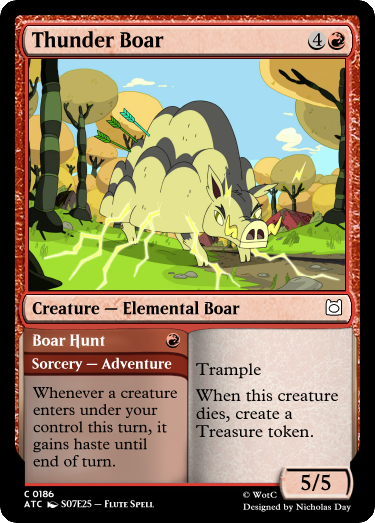 Thunder Boar 4
Creature — Elemental Boar
Boar Hunt
Sorcery — Adventure
Whenever a creature
enters under your
control this turn, it
gains haste until
end of turn.
Trample
When this creature
dies, create a
Treasure token.
5/5
C 0186
ATC S07E25 — Flute Spell
© WotC
Designed by Nicholas Day